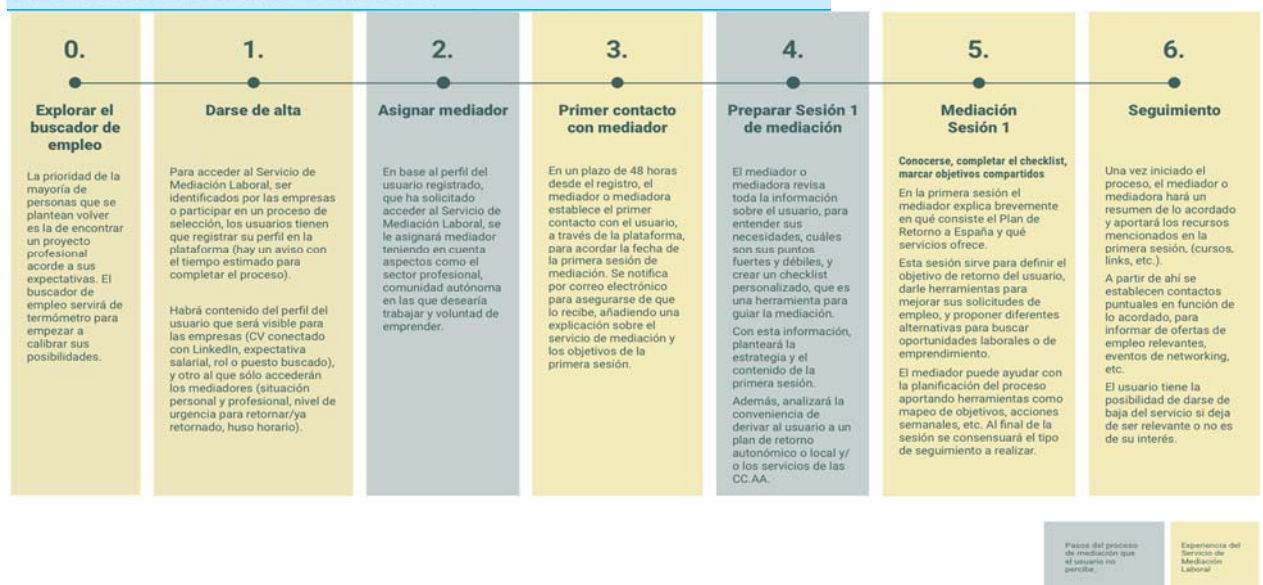 0.
Explorar el
buscador de
empleo
La prioridad de la
mayoría de
personas que se
plantean volver
es la de encontrar
un proyecto
profesional
acorde a sus
expectativas. El
buscador de
empleo servirá de
termómetro para
empezar a
calibrar sus
posibilidades.
1.
Darse de alta
Para acceder al Servicio de
Mediación Laboral, ser
identificados por las empresas
o participar en un proceso de
selección, los usuarios tienen
que registrar su perfil en la
plataforma (hay un aviso con
el tiempo estimado para
completar el proceso).
Habrá contenido del perfil del
usuario que será visible para
las empresas (CV conectado
con LinkedIn, expectativa
salarial, rol o puesto buscado),
y otro al que sólo accederán
los mediadores (situación
personal y profesional, nivel de
urgencia para retornar/ya
retornado, huso horario).
2.
Asignar mediador
En base al perfil del
usuario registrado,
que ha solicitado
acceder al Servicio de
Mediación Laboral, se
le asignará mediador
teniendo en cuenta
aspectos como el
sector profesional,
comunidad autónoma
en las que desearía
trabajar y voluntad de
emprender.
3.
Primer contacto
con mediador
En un plazo de 48 horas
desde el registro, el
mediador o mediadora
establece el primer
contacto con el usuario,
a través de la plataforma,
para acordar la fecha de
la primera sesión de
mediación. Se notifica
por correo electrónico
para asegurarse de que
lo recibe, añadiendo una
explicación sobre el
servicio de mediación y
los objetivos de la
primera sesión.
4.
Preparar Sesión 1
de mediación
El mediador o
mediadora revisa
toda la información
sobre el usuario, para
entender sus
necesidades, cuáles
son sus puntos
fuertes y débiles, y
crear un checklist
personalizado, que es
una herramienta para
guiar la mediación.
Con esta información,
planteará la
estrategia y el
contenido de la
primera sesión.
Además, analizará la
conveniencia de
derivar al usuario a un
plan de retorno
autonómico o local y/
o los servicios de las
CC.AA.
5.
Mediación
Sesión 1
Conocerse, completar el checklist,
marcar objetivos compartidos
En la primera sesión el
mediador explica brevemente
en qué consiste el Plan de
Retorno a España y qué
servicios ofrece.
Esta sesión sirve para definir el
objetivo de retorno del usuario,
darle herramientas para
mejorar sus solicitudes de
empleo, y proponer diferentes
alternativas para buscar
oportunidades laborales o de
emprendimiento.
El mediador puede ayudar con
la planificación del proceso
aportando herramientas como
mapeo de objetivos, acciones
semanales, etc. Al final de la
sesión se consensuará el tipo
de seguimiento a realizar.
6.
Seguimiento
Una vez iniciado el
proceso, el mediador o
mediadora hará un
resumen de lo acordado
y aportará los recursos
mencionados en la
primera sesión, (cursos,
links, etc.).
A partir de ahí se
establecen contactos
puntuales en función de
lo acordado, para
informar de ofertas de
empleo relevantes,
eventos de networking,
etc.
El usuario tiene la
posibilidad de darse de
baja del servicio si deja
de ser relevante o no es
de su interés.
Pasos del proceso
de mediación que
el usuario no
percibe.
Experiencia del
Servicio de
Mediación
Laboral